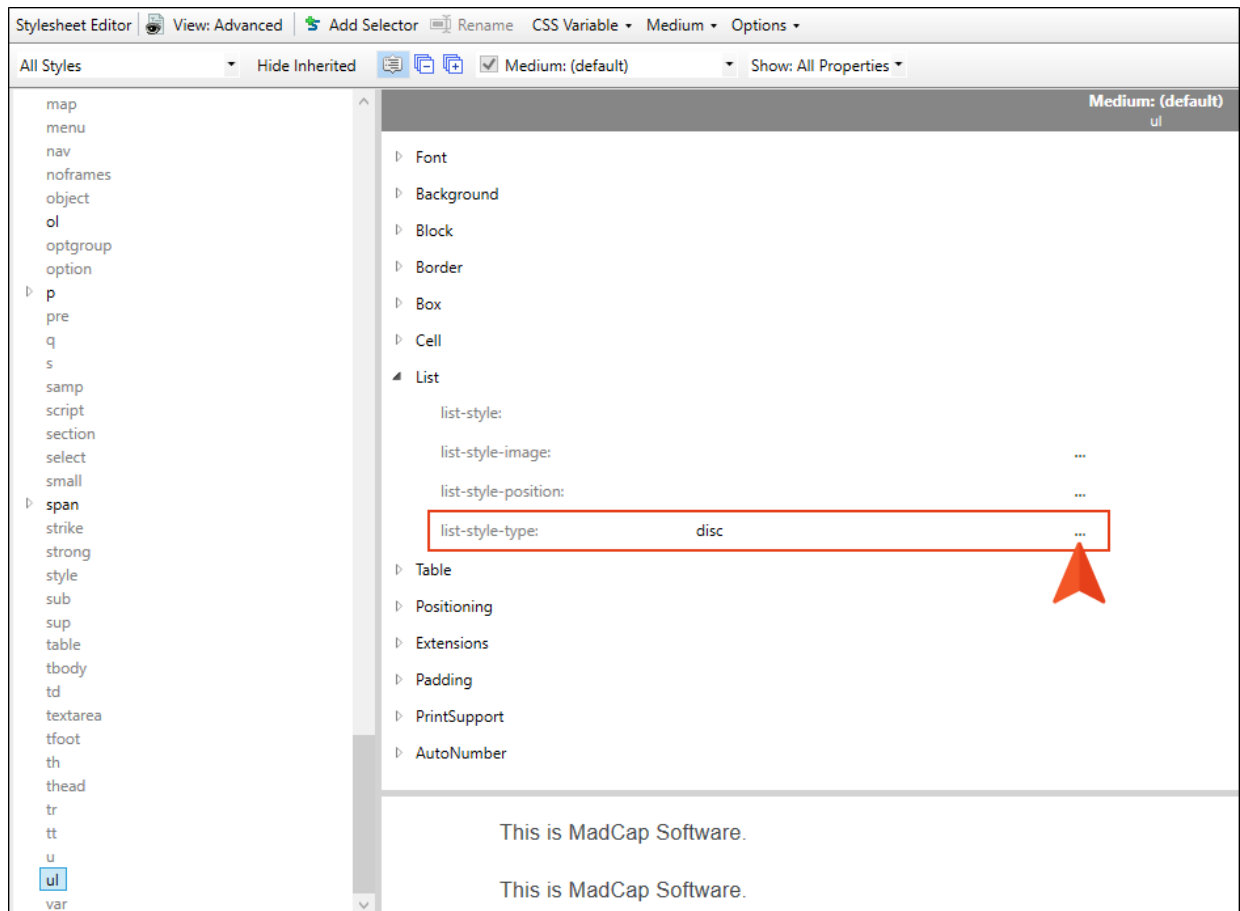 Stylesheet Editor View: Advanced Add Selector Rename CSS Variable Medium Options
All Styles Hide Inherited Medium: (default) Show: All Properties
map
menu
nav
noframes
object
ol
optgroup
option
p
pre
q
s
samp
script
section
select
small
span
strike
strong
style
sub
sup
table
tbody
td
textarea
tfoot
th
thead
tr
tt
u
ul
var
Medium: (default)
ul
Font
Background
Block
Border
Box
Cell
List
list-style:
list-style-image: ...
list-style-position: ...
list-style-type: disc ...
Table
Positioning
Extensions
Padding
PrintSupport
AutoNumber
This is MadCap Software.
This is MadCap Software.